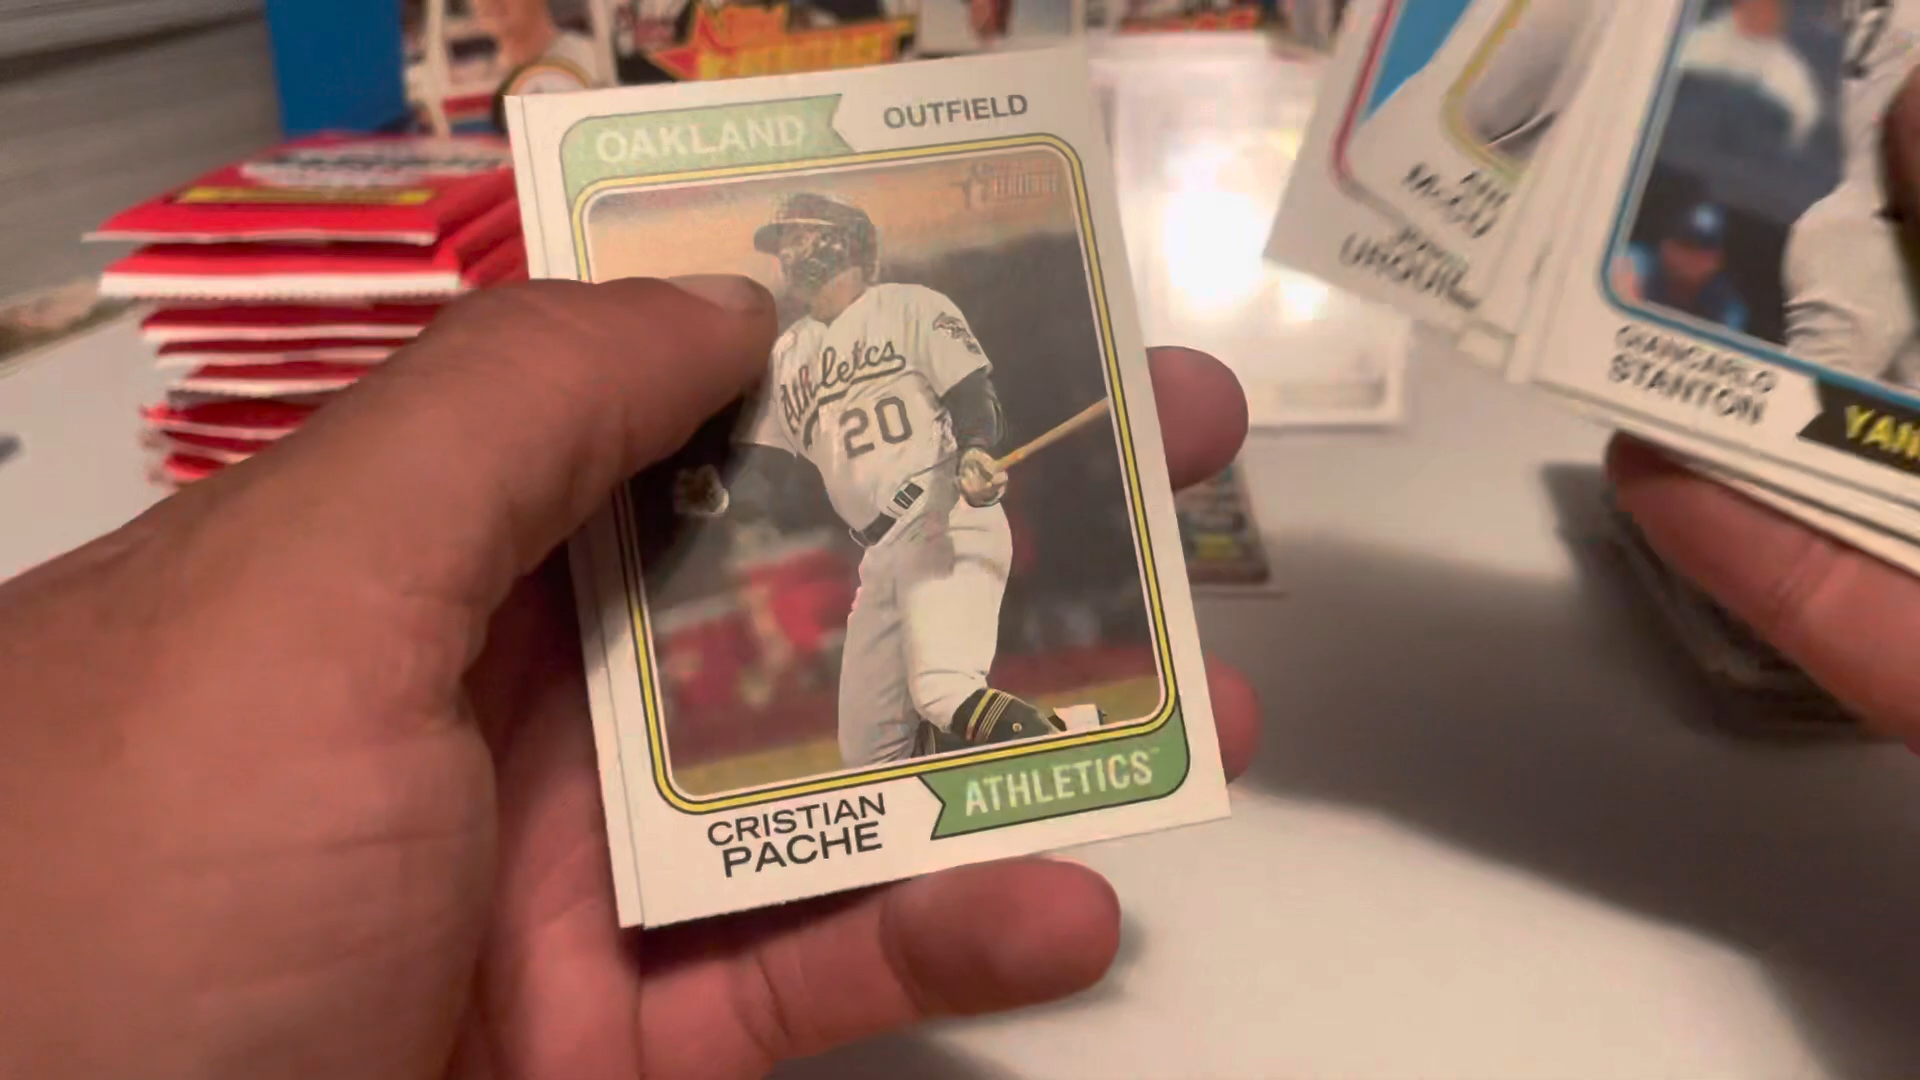 OAKLAND
OUTFIELD
Athletics
20
CRISTIAN
PACHE
ATHLETICS
GIANCARLO
STANTON
YAN